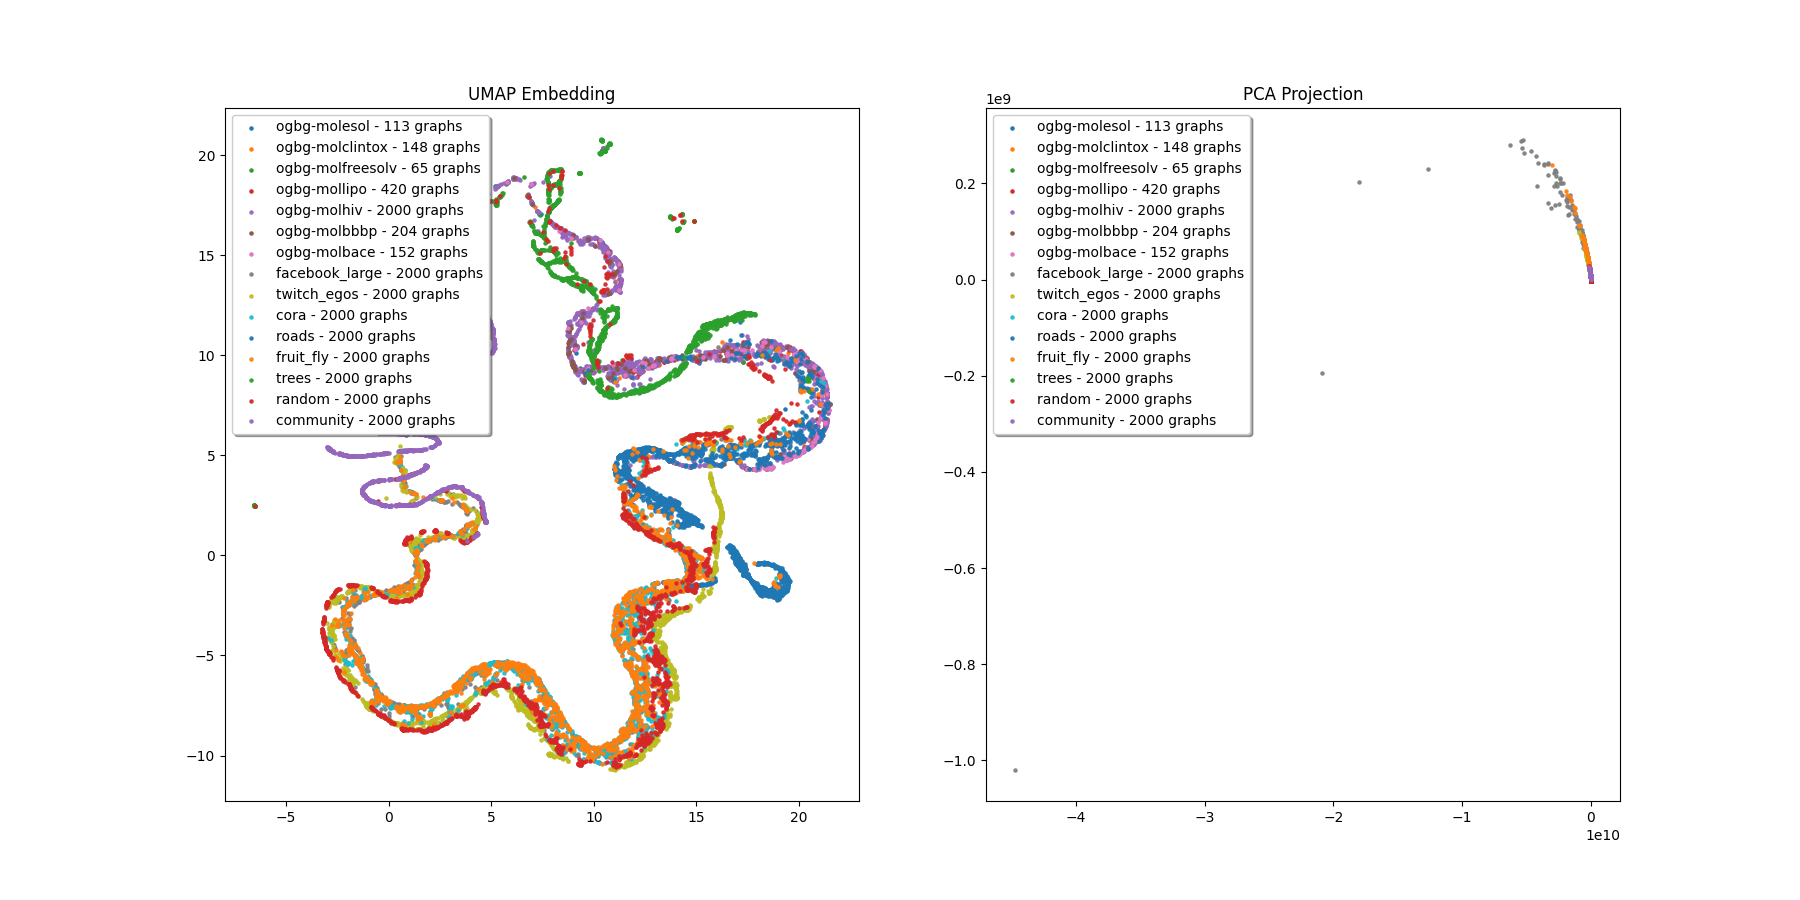 UMAP Embedding
ogbg-molesol - 113 graphs
ogbg-molclintox - 148 graphs
ogbg-molfreesolv - 65 graphs
ogbg-mollipo - 420 graphs
ogbg-molhiv - 2000 graphs
ogbg-molbbbp - 204 graphs
ogbg-molbace - 152 graphs
facebook_large - 2000 graphs
twitch_egos - 2000 graphs
cora - 2000 graphs
roads - 2000 graphs
fruit_fly - 2000 graphs
trees - 2000 graphs
random - 2000 graphs
community - 2000 graphs
20
15
10
5
0
−5
−10
−5
0
5
10
15
20
PCA Projection
1e9
ogbg-molesol - 113 graphs
ogbg-molclintox - 148 graphs
ogbg-molfreesolv - 65 graphs
ogbg-mollipo - 420 graphs
ogbg-molhiv - 2000 graphs
ogbg-molbbbp - 204 graphs
ogbg-molbace - 152 graphs
facebook_large - 2000 graphs
twitch_egos - 2000 graphs
cora - 2000 graphs
roads - 2000 graphs
fruit_fly - 2000 graphs
trees - 2000 graphs
random - 2000 graphs
community - 2000 graphs
0.2
0.0
−0.2
−0.4
−0.6
−0.8
−1.0
−4
−3
−2
−1
0
1e10